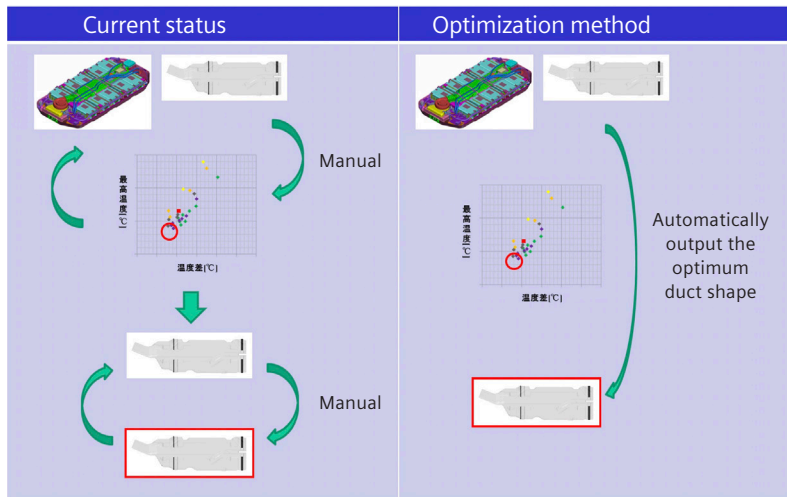 Current status
Optimization method
Manual
最高温度[℃]
温度差[℃]
Manual
最高温度[℃]
温度差[℃]
Automatically
output the
optimum
duct shape